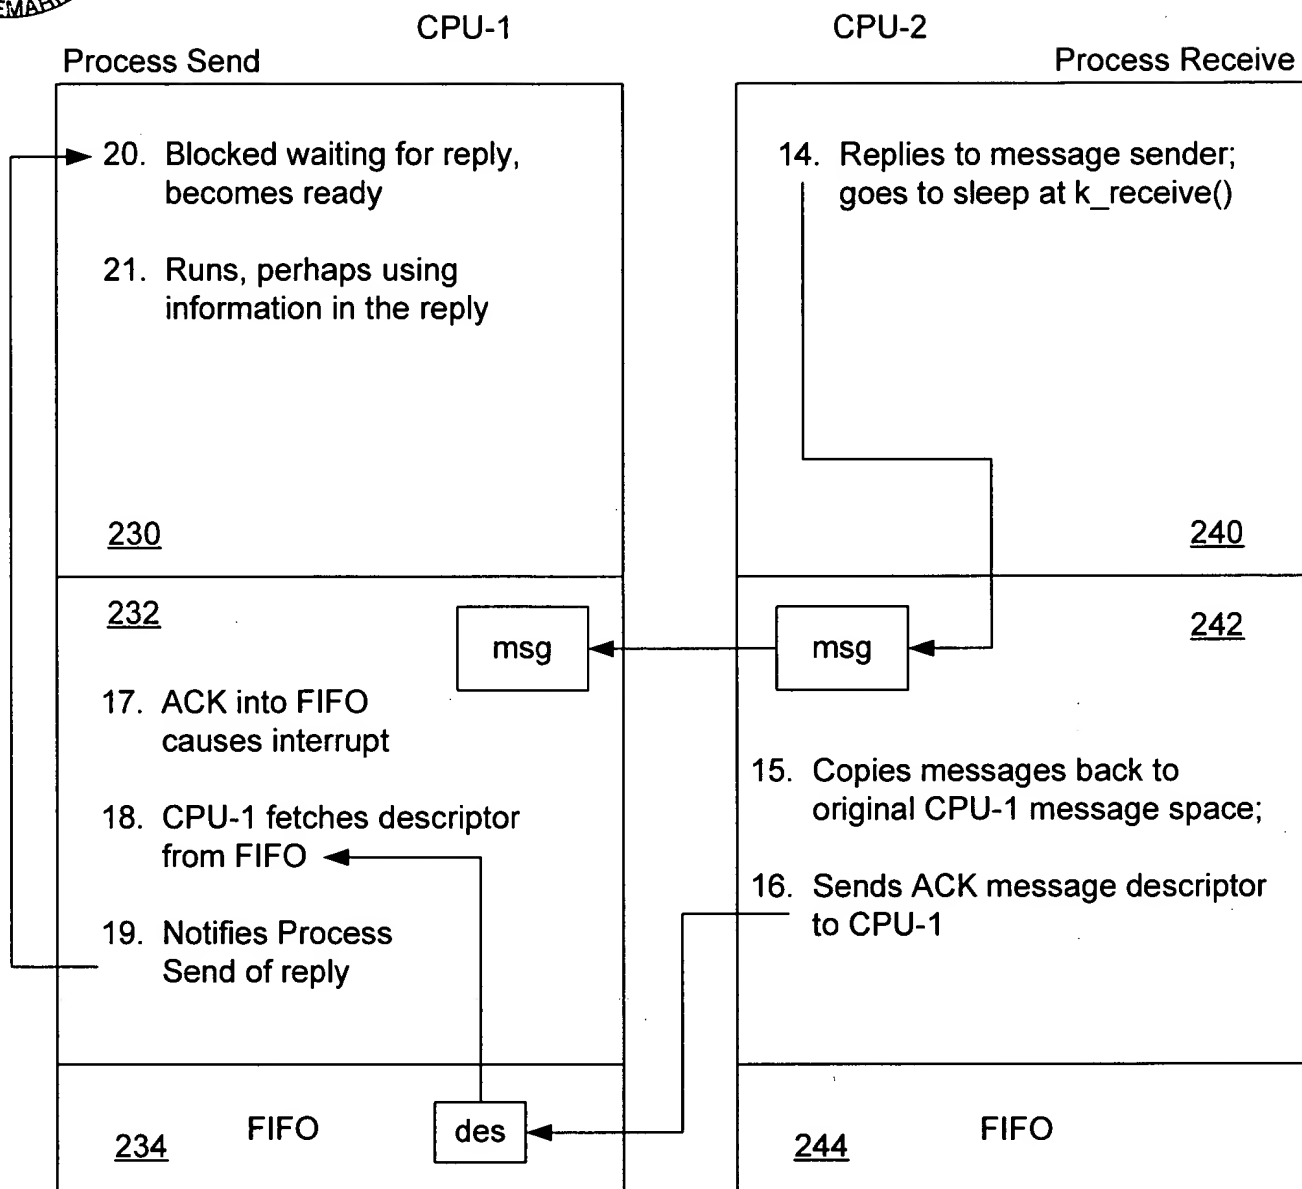 CPU-1
CPU-2
Process Send
Process Receive
20. Blocked waiting for reply,
becomes ready
21. Runs, perhaps using
information in the reply
230
14. Replies to message sender;
goes to sleep at k_receive()
240
232
msg
17. ACK into FIFO
causes interrupt
18. CPU-1 fetches descriptor
from FIFO
19. Notifies Process
Send of reply
msg
242
15. Copies messages back to
original CPU-1 message space;
16. Sends ACK message descriptor
to CPU-1
234
FIFO
des
244
FIFO